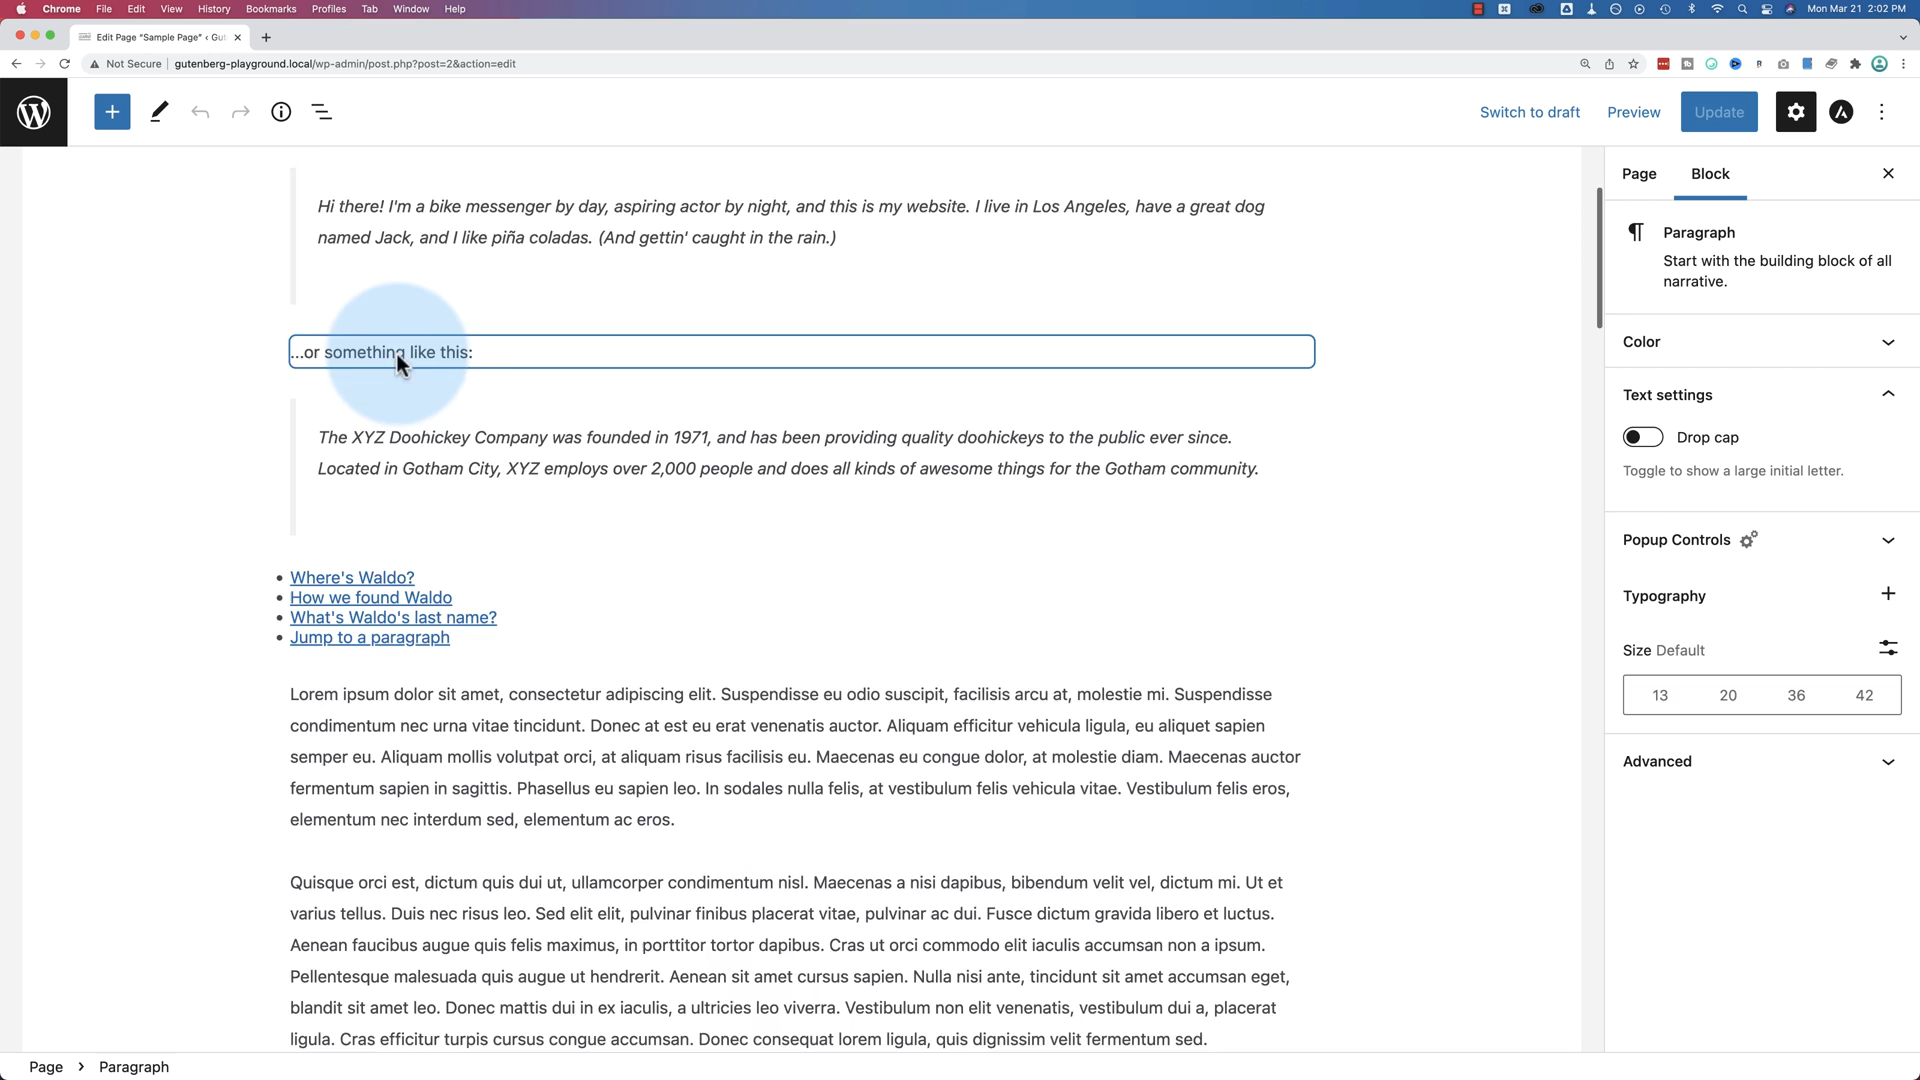 Chrome File Edit View History Bookmarks Profiles Tab Window Help Mon Mar 21 2:02 PM
Edit Page “Sample Page” ‹ Gut
Not Secure | gutenberg-playground.local/wp-admin/post.php?post=2&action=edit
Switch to draft Preview Update
Hi there! I'm a bike messenger by day, aspiring actor by night, and this is my website. I live in Los Angeles, have a great dog
named Jack, and I like piña coladas. (And gettin' caught in the rain.)
...or something like this:
The XYZ Doohickey Company was founded in 1971, and has been providing quality doohickeys to the public ever since.
Located in Gotham City, XYZ employs over 2,000 people and does all kinds of awesome things for the Gotham community.
• Where's Waldo?
• How we found Waldo
• What's Waldo's last name?
• Jump to a paragraph
Lorem ipsum dolor sit amet, consectetur adipiscing elit. Suspendisse eu odio suscipit, facilisis arcu at, molestie mi. Suspendisse
condimentum nec urna vitae tincidunt. Donec at est eu erat venenatis auctor. Aliquam efficitur vehicula ligula, eu aliquet sapien
semper eu. Aliquam mollis volutpat orci, at aliquam risus facilisis eu. Maecenas eu congue dolor, at molestie diam. Maecenas auctor
fermentum sapien in sagittis. Phasellus eu sapien leo. In sodales nulla felis, at vestibulum felis vehicula vitae. Vestibulum felis eros,
elementum nec interdum sed, elementum ac eros.
Quisque orci est, dictum quis dui ut, ullamcorper condimentum nisl. Maecenas a nisi dapibus, bibendum velit vel, dictum mi. Ut et
varius tellus. Duis nec risus leo. Sed elit elit, pulvinar finibus placerat vitae, pulvinar ac dui. Fusce dictum gravida libero et luctus.
Aenean faucibus augue quis felis maximus, in porttitor tortor dapibus. Cras ut orci commodo elit iaculis accumsan non a ipsum.
Pellentesque malesuada quis augue ut hendrerit. Aenean sit amet cursus sapien. Nulla nisi ante, tincidunt sit amet accumsan eget,
blandit sit amet leo. Donec mattis dui in ex iaculis, a ultricies leo viverra. Vestibulum non elit venenatis, vestibulum dui a, placerat
ligula. Cras efficitur turpis cursus congue accumsan. Donec consequat lorem ligula, quis dignissim velit fermentum sed.
Page Block
Paragraph
Start with the building block of all
narrative.
Color
Text settings
Drop cap
Toggle to show a large initial letter.
Popup Controls
Typography
Size Default
13 20 36 42
Advanced
Page › Paragraph